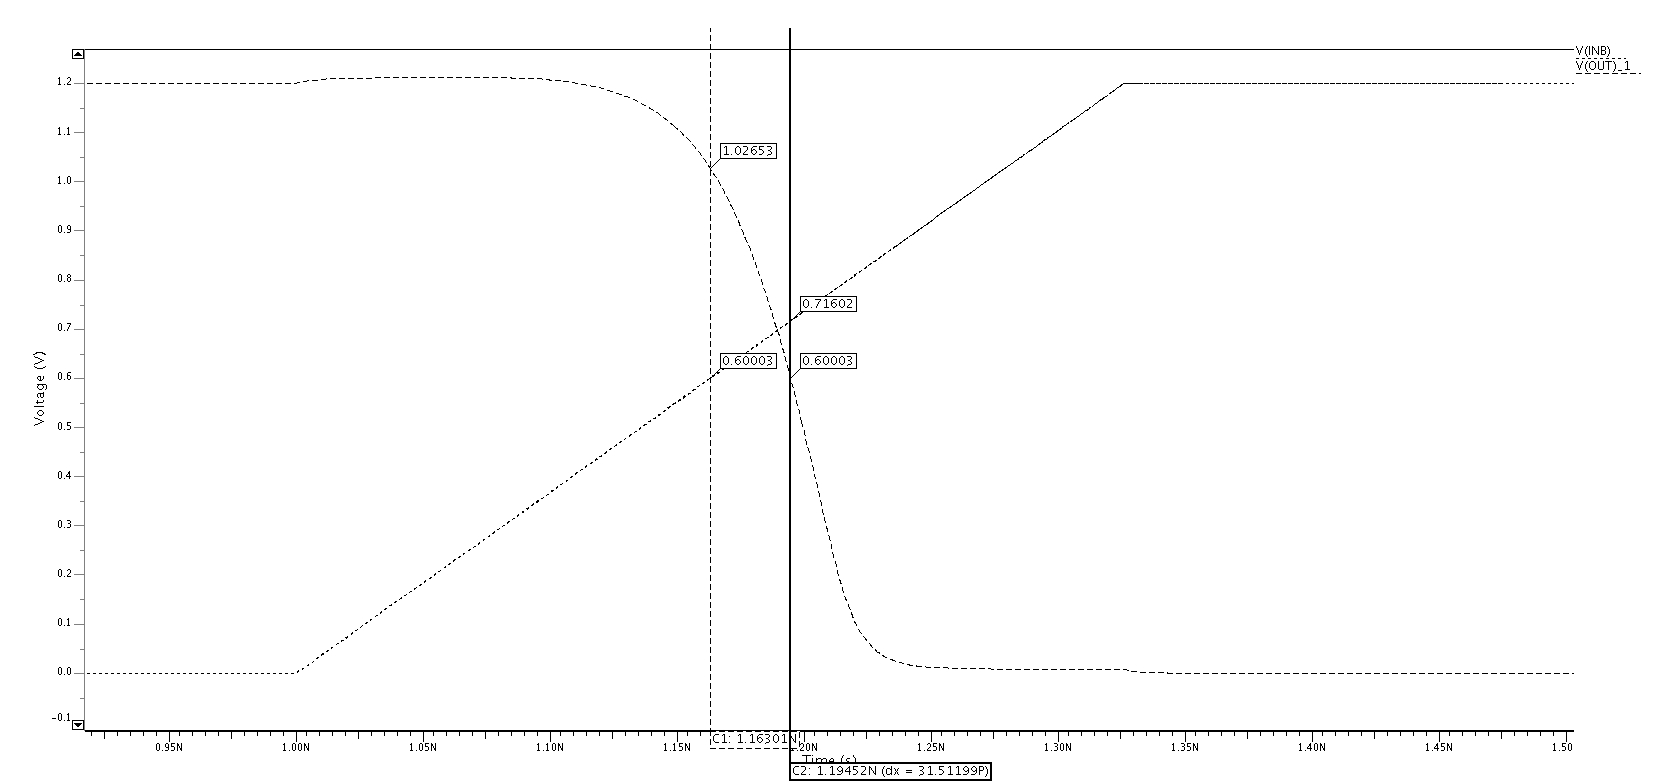 V(INB)
V(OUT)_1
1.2
1.1
1.02653
1.0
0.9
0.8
0.71602
0.7
0.60003
0.60003
0.6
0.5
0.4
0.3
0.2
0.1
0.0
-0.1
Voltage (V)
0.95N 1.00N 1.05N 1.10N 1.15N 1.20N 1.25N 1.30N 1.35N 1.40N 1.45N 1.50
C1: 1.16301N
Time (s)
C2: 1.19452N (dx = 31.51199P)